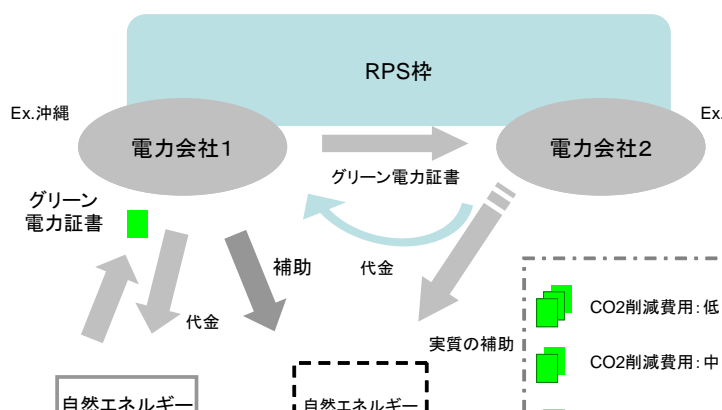 RPS枠
Ex.沖縄
Ex.
電力会社1
電力会社2
グリーン電力証書
グリーン
電力証書
補助
代金
代金
実質の補助
CO2削減費用:低
CO2削減費用:中
自然エネルギー
自然エネルギー